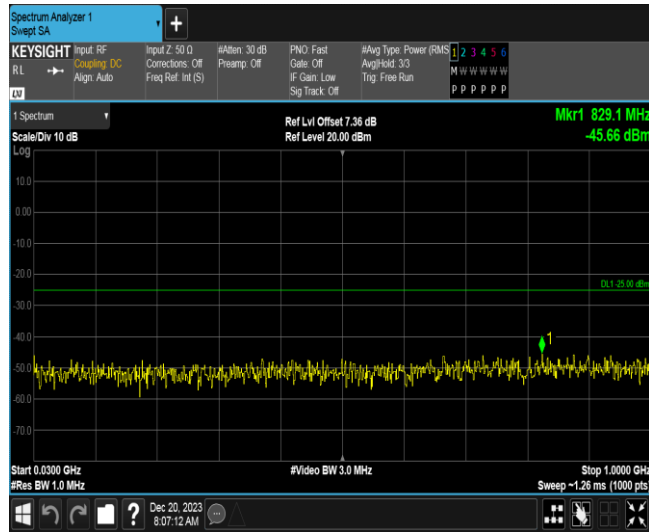 Spectrum Analyzer 1
Swept SA
KEYSIGHT
Input: RF
Input Z: 50 Ω
#Atten: 30 dB
PNO: Fast
#Avg Type: Power (RMS
1 2 3 4 5 6
RL
Coupling: DC
Corrections: Off
Preamp: Off
Gate: Off
Avg|Hold: 3/3
M W W W W W
Align: Auto
Freq Ref: Int (S)
IF Gain: Low
Trig: Free Run
Sig Track: Off
P P P P P P
LXI
1 Spectrum
Ref Lvl Offset 7.36 dB
Mkr1 829.1 MHz
Scale/Div 10 dB
Ref Level 20.00 dBm
-45.66 dBm
Log
10.0
0.00
-10.0
-20.0
DL1 -25.00 dBm
-30.0
-40.0
1
-50.0
-60.0
-70.0
Start 0.0300 GHz
#Video BW 3.0 MHz
Stop 1.0000 GHz
#Res BW 1.0 MHz
Sweep ~1.26 ms (1000 pts)
?
Dec 20, 2023
8:07:12 AM